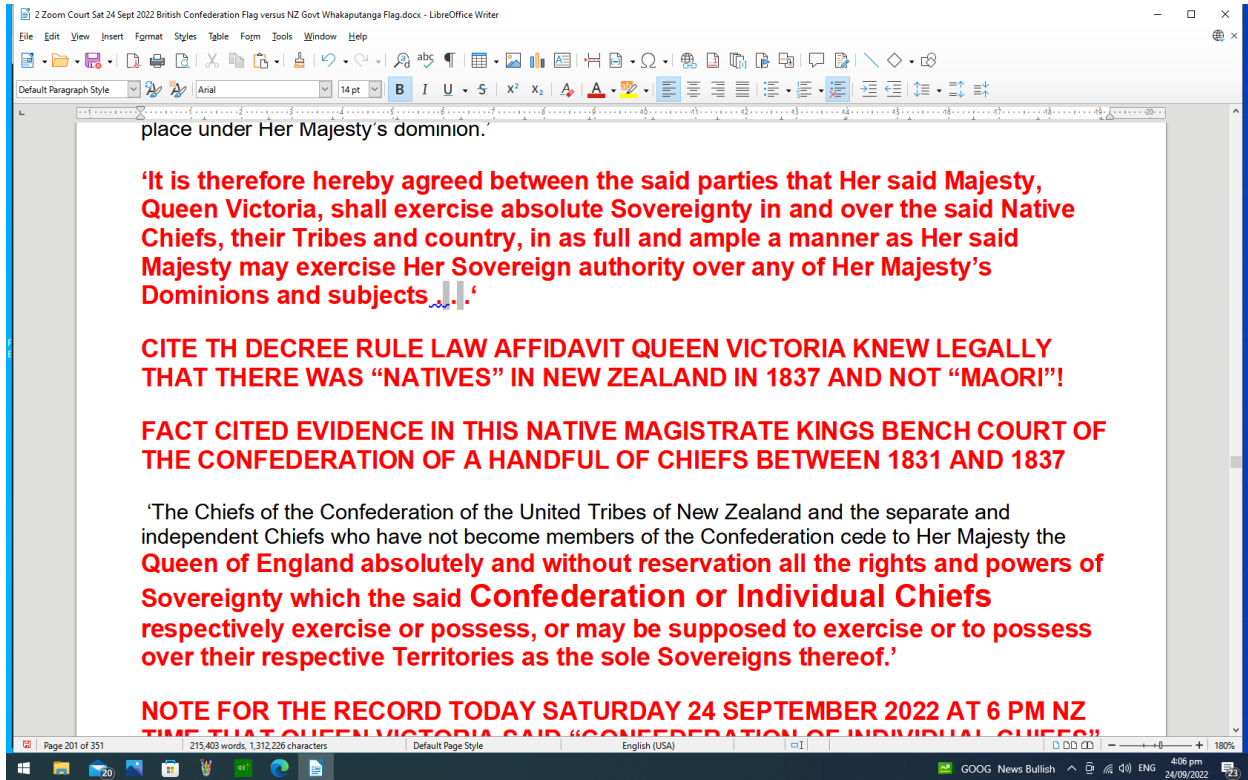 2 Zoom Court Sat 24 Sept 2022 British Confederation Flag versus NZ Govt Whakaputanga Flag.docx - LibreOffice Writer
File Edit View Insert Format Styles Table Form Tools Window Help
Default Paragraph Style Arial 14 pt B I U S X² X₂ A
place under Her Majesty’s dominion.’
‘It is therefore hereby agreed between the said parties that Her said Majesty,
Queen Victoria, shall exercise absolute Sovereignty in and over the said Native
Chiefs, their Tribes and country, in as full and ample a manner as Her said
Majesty may exercise Her Sovereign authority over any of Her Majesty’s
Dominions and subjects . . .‘
CITE TH DECREE RULE LAW AFFIDAVIT QUEEN VICTORIA KNEW LEGALLY
THAT THERE WAS “NATIVES” IN NEW ZEALAND IN 1837 AND NOT “MAORI”!
FACT CITED EVIDENCE IN THIS NATIVE MAGISTRATE KINGS BENCH COURT OF
THE CONFEDERATION OF A HANDFUL OF CHIEFS BETWEEN 1831 AND 1837
‘The Chiefs of the Confederation of the United Tribes of New Zealand and the separate and
independent Chiefs who have not become members of the Confederation cede to Her Majesty the
Queen of England absolutely and without reservation all the rights and powers of
Sovereignty which the said Confederation or Individual Chiefs
respectively exercise or possess, or may be supposed to exercise or to possess
over their respective Territories as the sole Sovereigns thereof.’
NOTE FOR THE RECORD TODAY SATURDAY 24 SEPTEMBER 2022 AT 6 PM NZ
TIME THAT QUEEN VICTORIA SAID “CONFEDERATION OF INDIVIDUAL CHIEFS”
Page 201 of 351 215,403 words, 1,312,226 characters Default Page Style English (USA) 180%
20 GOOG News Bullish ENG 4:06 pm
24/09/2022 23